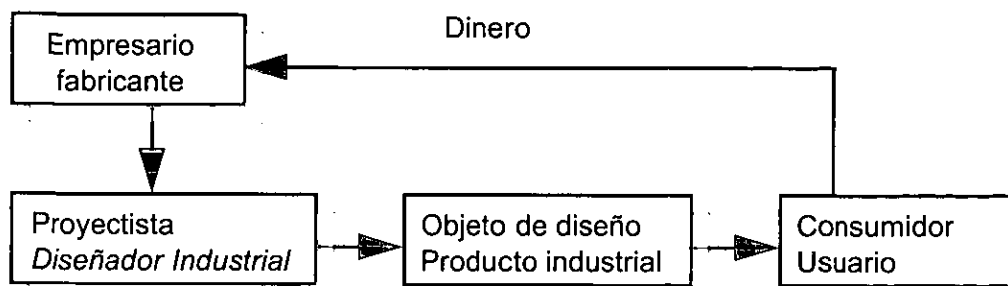 Dinero
Empresario
fabricante
Proyectista
Diseñador Industrial
Objeto de diseño
Producto industrial
Consumidor
Usuario